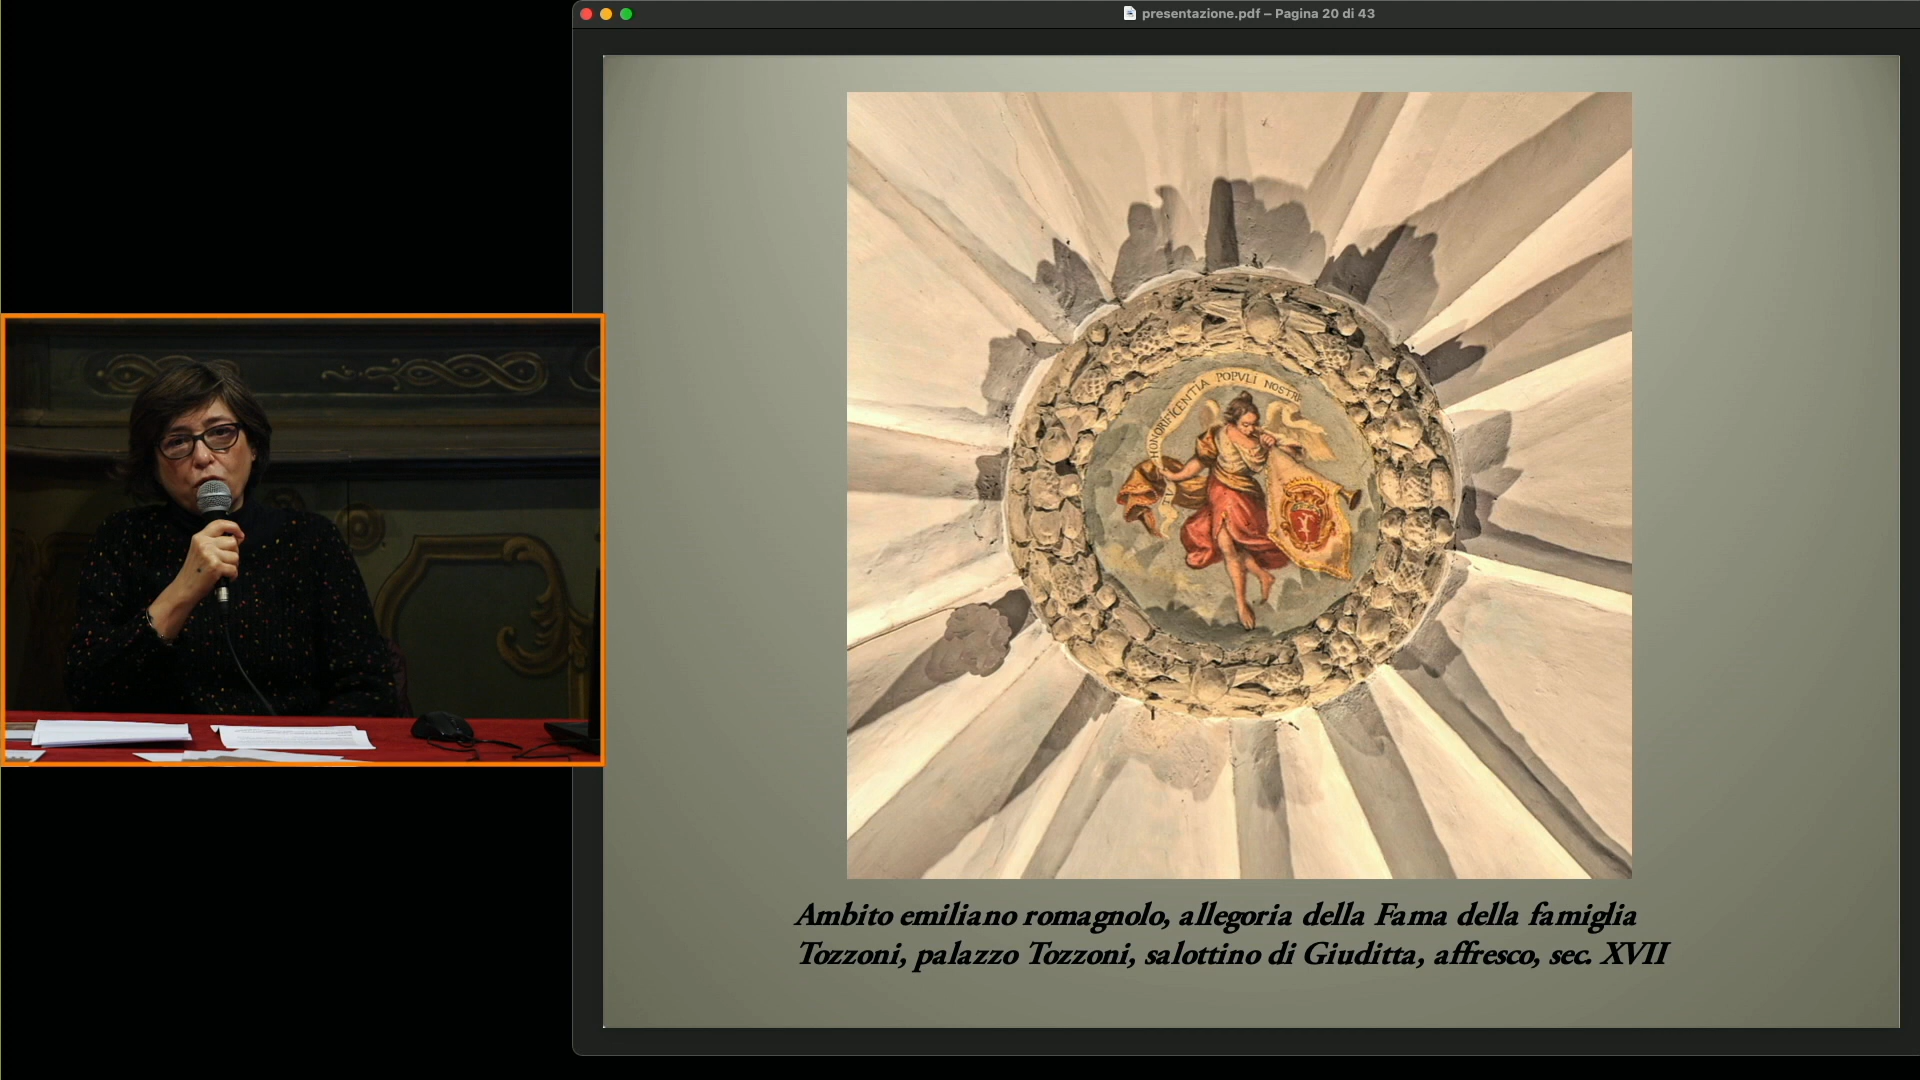 presentazione.pdf – Pagina 20 di 43
HONORIFICENTIA POPVLI NOSTRI
Ambito emiliano romagnolo, allegoria della Fama della famiglia
Tozzoni, palazzo Tozzoni, salottino di Giuditta, affresco, sec. XVII